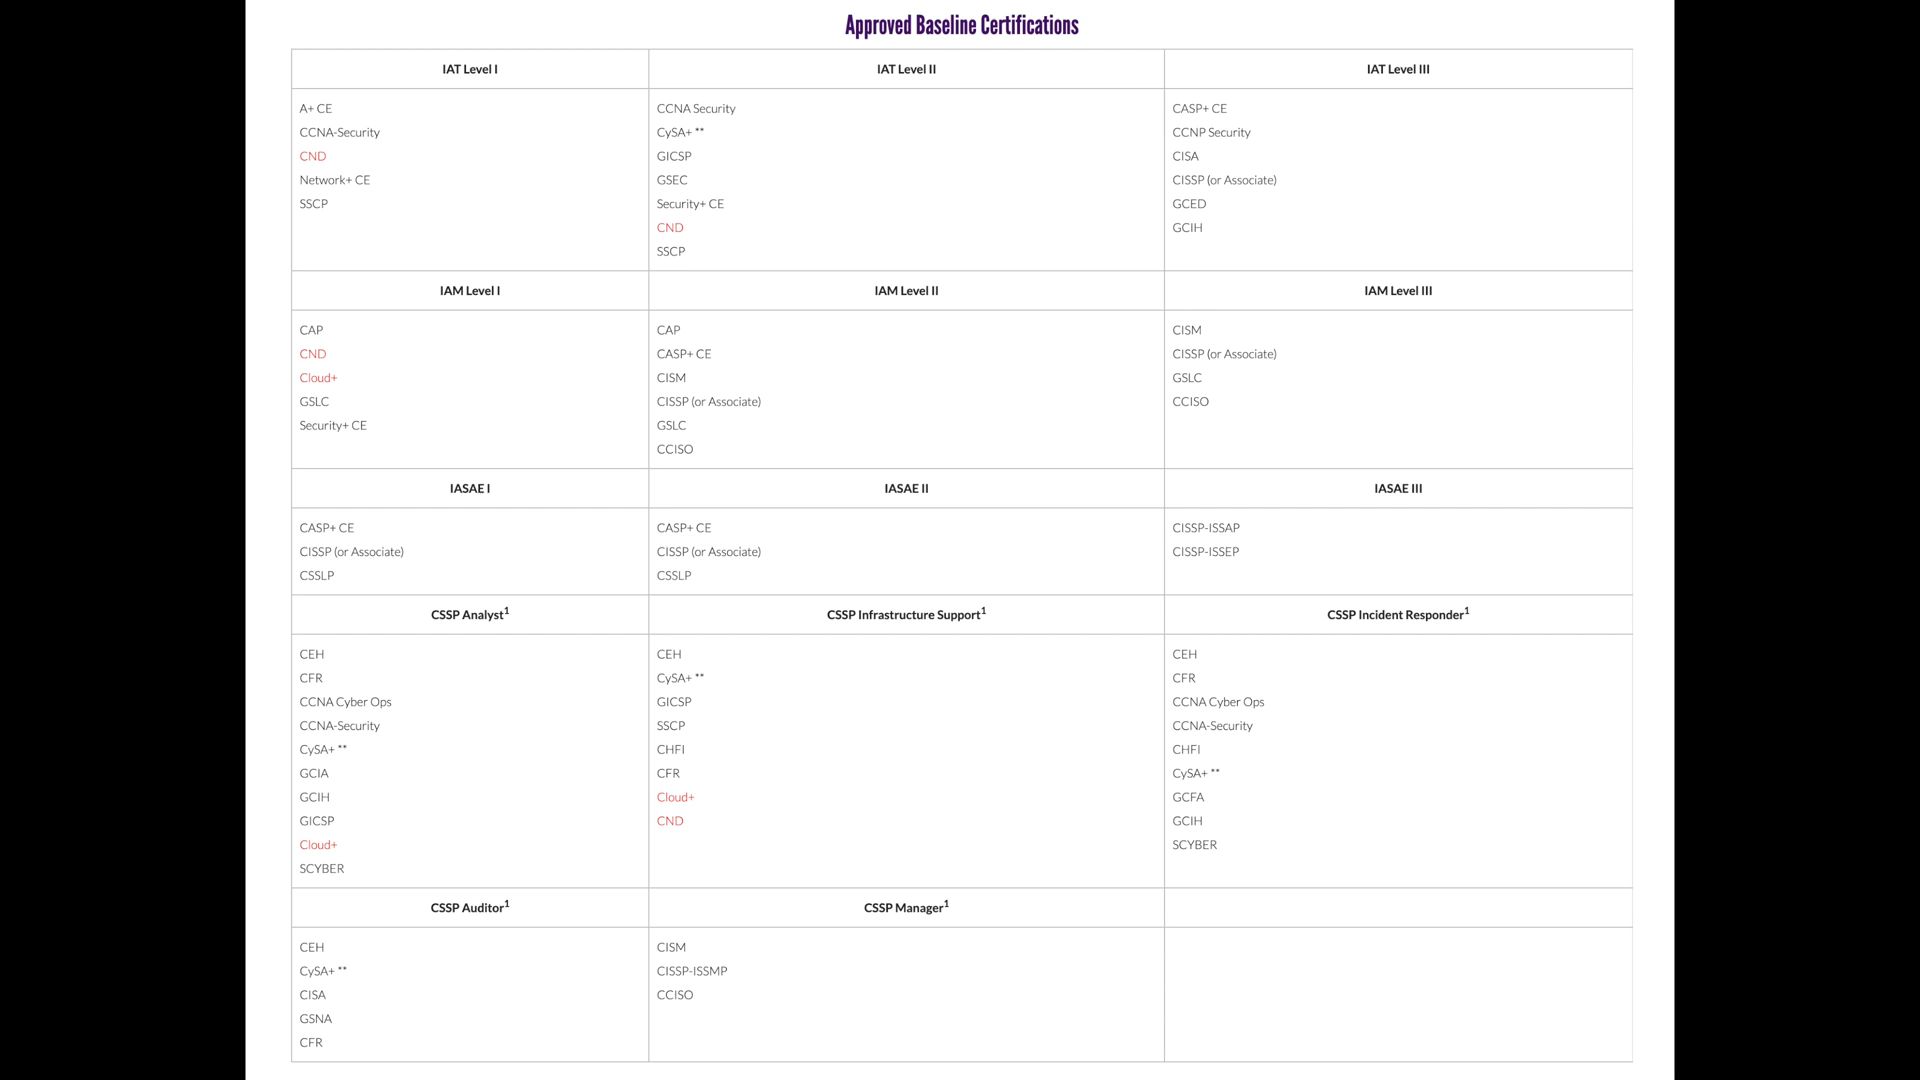 Approved Baseline Certifications
IAT Level I
IAT Level II
IAT Level III
A+ CE
CCNA-Security
CND
Network+ CE
SSCP
CCNA Security
CySA+ **
GICSP
GSEC
Security+ CE
CND
SSCP
CASP+ CE
CCNP Security
CISA
CISSP (or Associate)
GCED
GCIH
IAM Level I
IAM Level II
IAM Level III
CAP
CND
Cloud+
GSLC
Security+ CE
CAP
CASP+ CE
CISM
CISSP (or Associate)
GSLC
CCISO
CISM
CISSP (or Associate)
GSLC
CCISO
IASAE I
IASAE II
IASAE III
CASP+ CE
CISSP (or Associate)
CSSLP
CASP+ CE
CISSP (or Associate)
CSSLP
CISSP-ISSAP
CISSP-ISSEP
CSSP Analyst¹
CSSP Infrastructure Support¹
CSSP Incident Responder¹
CEH
CFR
CCNA Cyber Ops
CCNA-Security
CySA+ **
GCIA
GCIH
GICSP
Cloud+
SCYBER
CEH
CySA+ **
GICSP
SSCP
CHFI
CFR
Cloud+
CND
CEH
CFR
CCNA Cyber Ops
CCNA-Security
CHFI
CySA+ **
GCFA
GCIH
SCYBER
CSSP Auditor¹
CSSP Manager¹
CEH
CySA+ **
CISA
GSNA
CFR
CISM
CISSP-ISSMP
CCISO